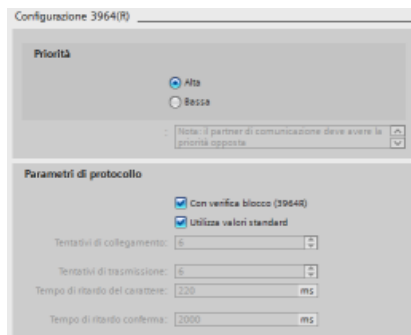 Configurazione 3964(R)
Priorità
Alta
Bassa
: Nota: il partner di comunicazione deve avere la
priorità opposta
Parametri di protocollo
Con verifica blocco (3964R)
Utilizza valori standard
Tentativi di collegamento: 6
Tentativi di trasmissione: 6
Tempo di ritardo del carattere: 220 ms
Tempo di ritardo conferma: 2000 ms